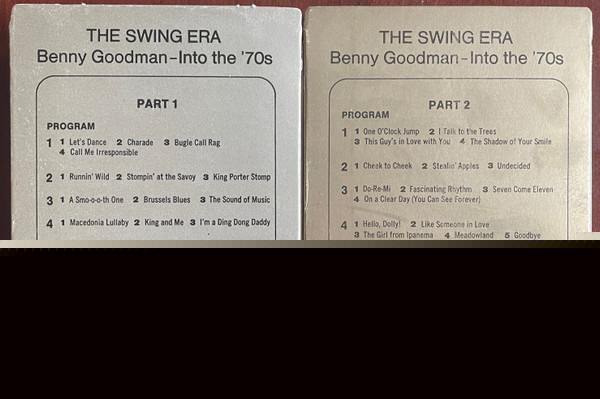 THE SWING ERA
Benny Goodman–Into the '70s
PART 1
PROGRAM
1 1 Let's Dance 2 Charade 3 Bugle Call Rag
4 Call Me Irresponsible
2 1 Runnin' Wild 2 Stompin' at the Savoy 3 King Porter Stomp
3 1 A Smo-o-o-th One 2 Brussels Blues 3 The Sound of Music
4 1 Macedonia Lullaby 2 King and Me 3 I'm a Ding Dong Daddy
THE SWING ERA
Benny Goodman–Into the '70s
PART 2
PROGRAM
1 1 One O'Clock Jump 2 I Talk to the Trees
3 This Guy's in Love with You 4 The Shadow of Your Smile
2 1 Cheek to Cheek 2 Stealin' Apples 3 Undecided
3 1 Do-Re-Mi 2 Fascinating Rhythm 3 Seven Come Eleven
4 On a Clear Day (You Can See Forever)
4 1 Hello, Dolly! 2 Like Someone in Love
3 The Girl from Ipanema 4 Meadowland 5 Goodbye